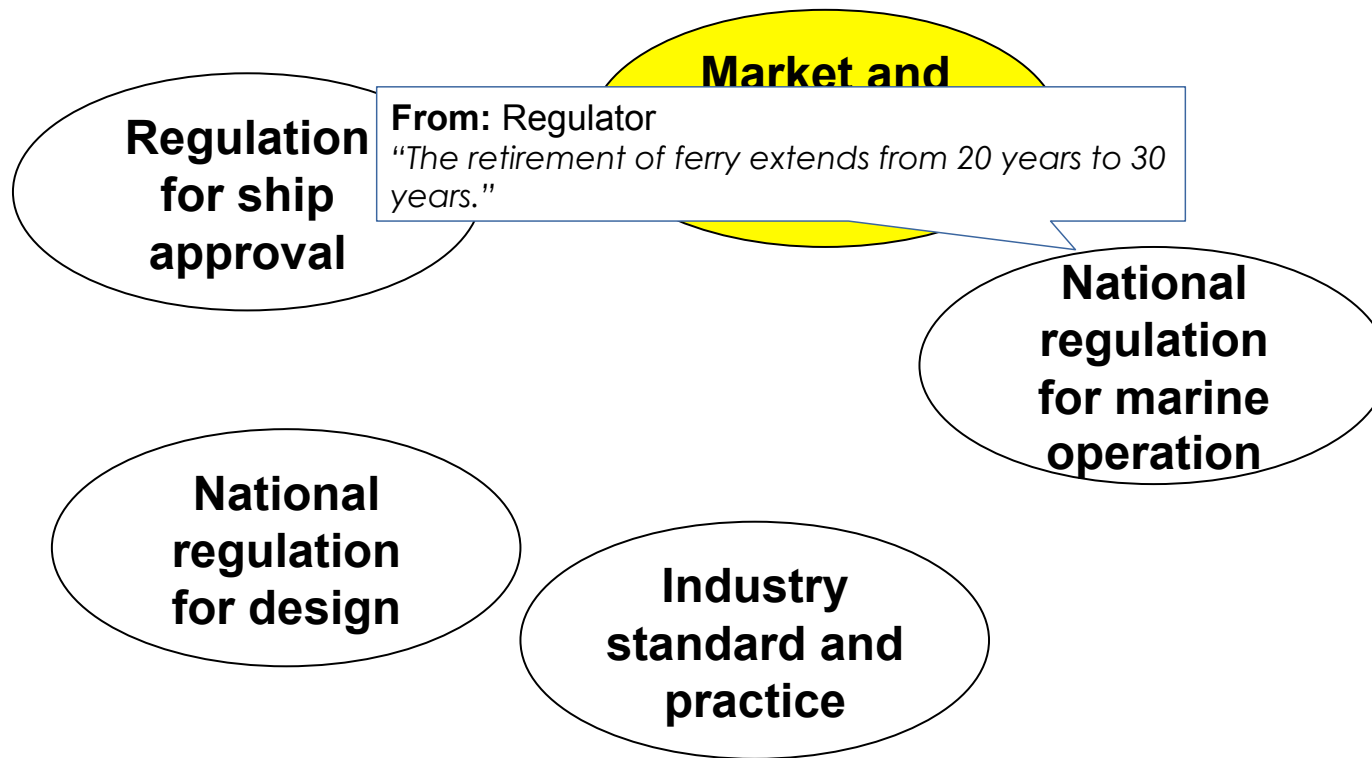 Market and
Regulation
for ship
approval
From: Regulator
“The retirement of ferry extends from 20 years to 30
years.”
National
regulation
for marine
operation
National
regulation
for design
Industry
standard and
practice